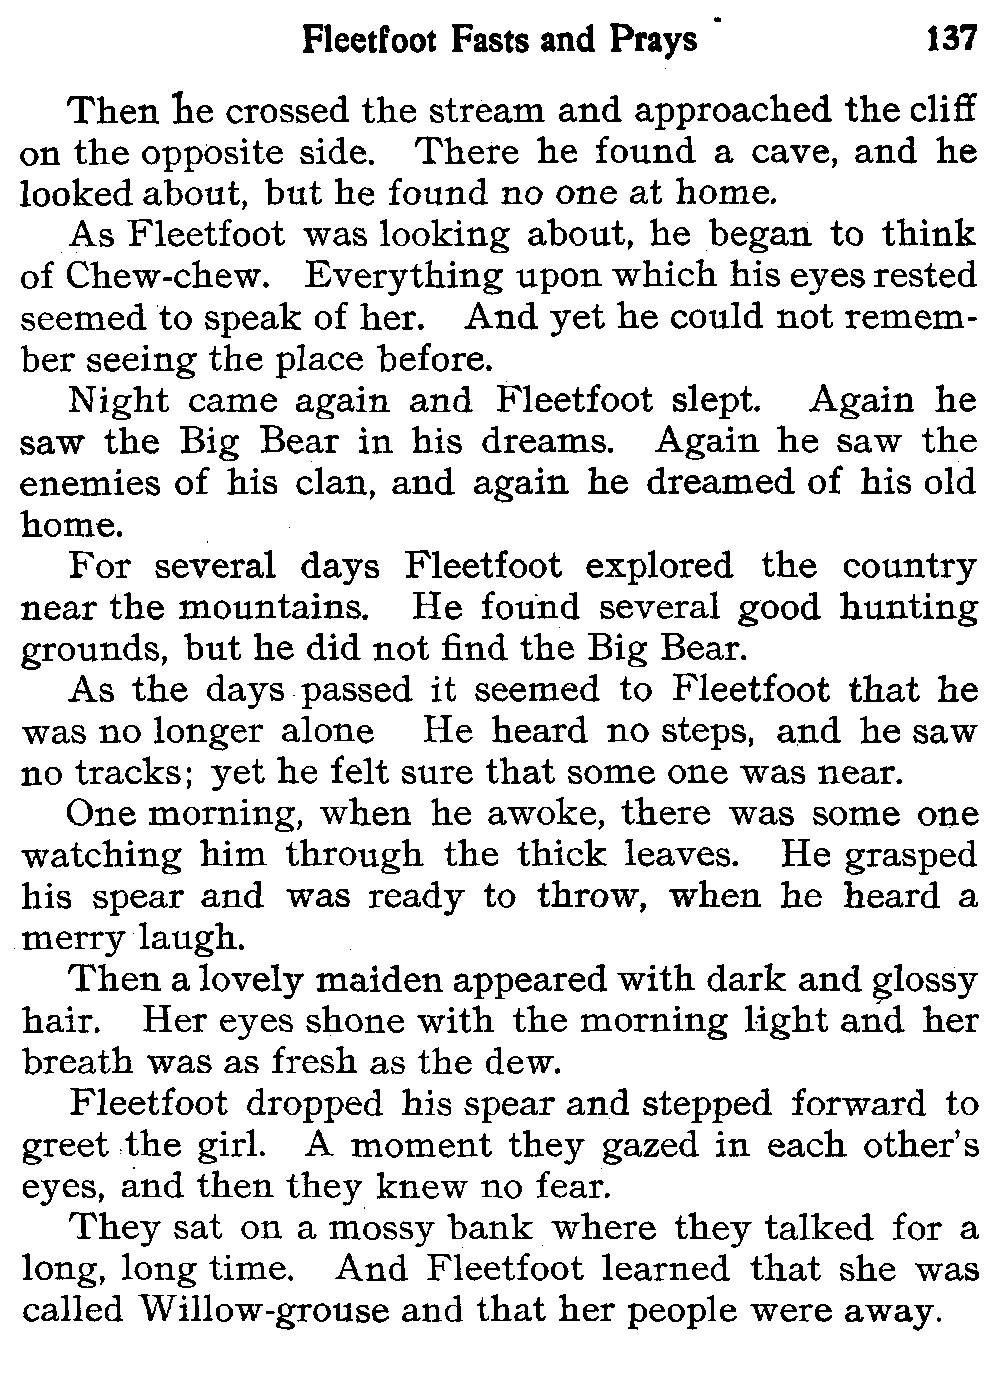 Fleetfoot Fasts and Prays 137
Then he crossed the stream and approached the cliff
on the opposite side. There he found a cave, and he
looked about, but he found no one at home.
As Fleetfoot was looking about, he began to think
of Chew-chew. Everything upon which his eyes rested
seemed to speak of her. And yet he could not remem-
ber seeing the place before.
Night came again and Fleetfoot slept. Again he
saw the Big Bear in his dreams. Again he saw the
enemies of his clan, and again he dreamed of his old
home.
For several days Fleetfoot explored the country
near the mountains. He found several good hunting
grounds, but he did not find the Big Bear.
As the days passed it seemed to Fleetfoot that he
was no longer alone He heard no steps, and he saw
no tracks; yet he felt sure that some one was near.
One morning, when he awoke, there was some one
watching him through the thick leaves. He grasped
his spear and was ready to throw, when he heard a
merry laugh.
Then a lovely maiden appeared with dark and glossy
hair. Her eyes shone with the morning light and her
breath was as fresh as the dew.
Fleetfoot dropped his spear and stepped forward to
greet the girl. A moment they gazed in each other's
eyes, and then they knew no fear.
They sat on a mossy bank where they talked for a
long, long time. And Fleetfoot learned that she was
called Willow-grouse and that her people were away.